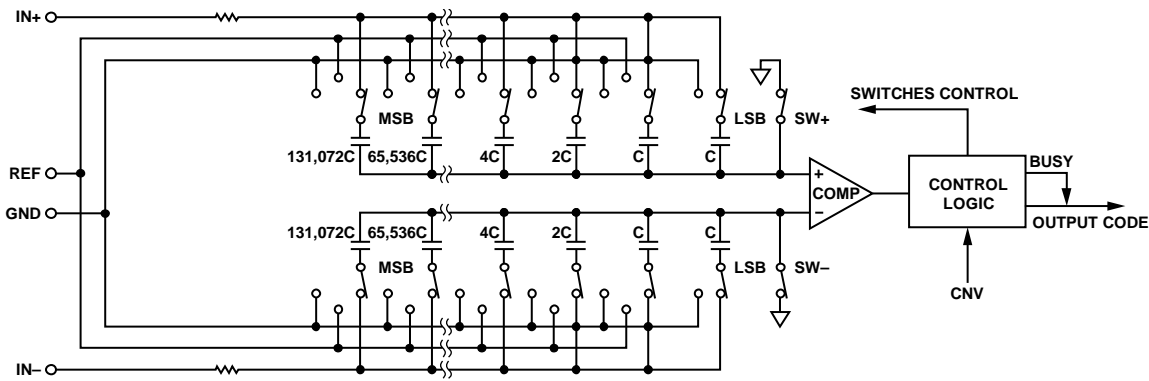 IN+
SWITCHES CONTROL
MSB
LSB
SW+
131,072C
65,536C
4C
2C
C
C
BUSY
REF
+
COMP
–
CONTROL
LOGIC
GND
OUTPUT CODE
131,072C
65,536C
4C
2C
C
C
MSB
LSB
SW–
CNV
IN–